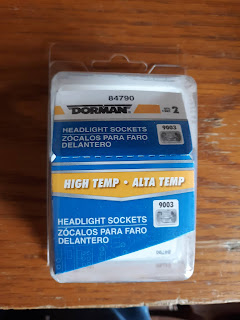 84790
DORMAN
2
HEADLIGHT SOCKETS
9003
ZÓCALOS PARA FARO
DELANTERO
HIGH TEMP • ALTA TEMP
9003
HEADLIGHT SOCKETS
ZÓCALOS PARA FARO
DELANTERO